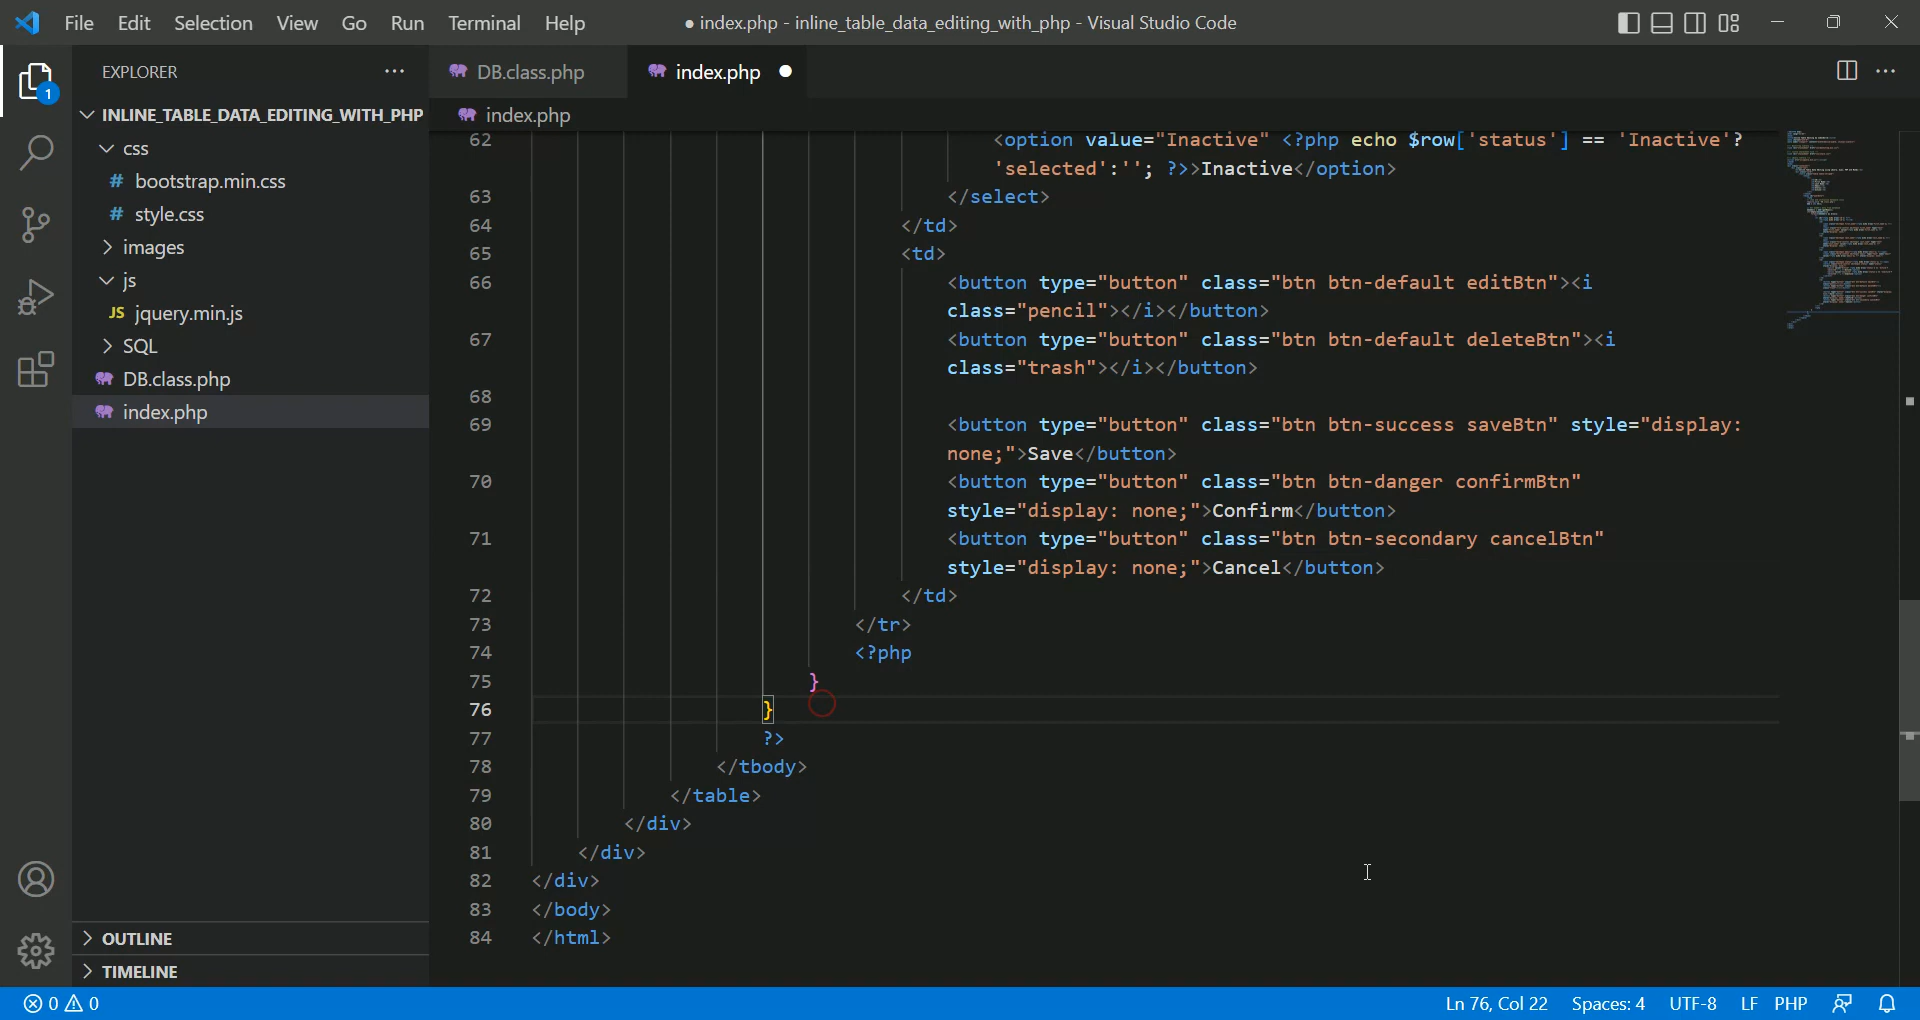 File Edit Selection View Go Run Terminal Help ● index.php - inline_table_data_editing_with_php - Visual Studio Code
EXPLORER ···
DB.class.php index.php ● ···
1
INLINE_TABLE_DATA_EDITING_WITH_PHP
index.php
css
# bootstrap.min.css
# style.css
images
js
JS jquery.min.js
SQL
DB.class.php
index.php
OUTLINE
TIMELINE
62 <option value="Inactive" <?php echo $row['status'] == 'Inactive'?
'selected':''; ?>>Inactive</option>
63 </select>
64 </td>
65 <td>
66 <button type="button" class="btn btn-default editBtn"><i
class="pencil"></i></button>
67 <button type="button" class="btn btn-default deleteBtn"><i
class="trash"></i></button>
68
69 <button type="button" class="btn btn-success saveBtn" style="display:
none;">Save</button>
70 <button type="button" class="btn btn-danger confirmBtn"
style="display: none;">Confirm</button>
71 <button type="button" class="btn btn-secondary cancelBtn"
style="display: none;">Cancel</button>
72 </td>
73 </tr>
74 <?php
75 }
76 }
77 ?>
78 </tbody>
79 </table>
80 </div>
81 </div>
82 </div>
83 </body>
84 </html>
0 0 Ln 76, Col 22 Spaces: 4 UTF-8 LF PHP